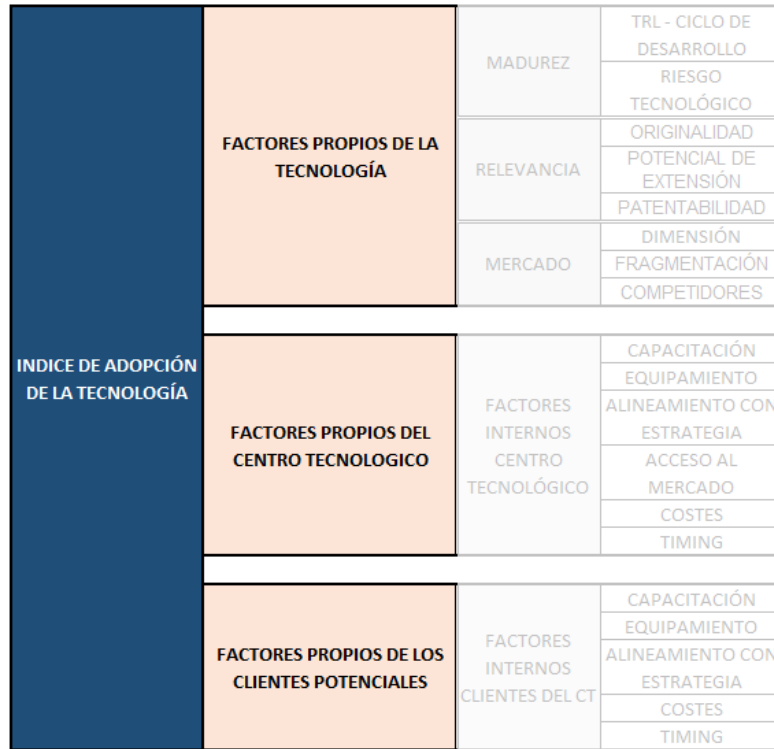 INDICE DE ADOPCIÓN
DE LA TECNOLOGÍA
FACTORES PROPIOS DE LA
TECNOLOGÍA
MADUREZ
TRL - CICLO DE
DESARROLLO
RIESGO
TECNOLÓGICO
RELEVANCIA
ORIGINALIDAD
POTENCIAL DE
EXTENSIÓN
PATENTABILIDAD
MERCADO
DIMENSIÓN
FRAGMENTACIÓN
COMPETIDORES
FACTORES PROPIOS DEL
CENTRO TECNOLOGICO
FACTORES
INTERNOS
CENTRO
TECNOLÓGICO
CAPACITACIÓN
EQUIPAMIENTO
ALINEAMIENTO CON
ESTRATEGIA
ACCESO AL
MERCADO
COSTES
TIMING
FACTORES PROPIOS DE LOS
CLIENTES POTENCIALES
FACTORES
INTERNOS
CLIENTES DEL CT
CAPACITACIÓN
EQUIPAMIENTO
ALINEAMIENTO CON
ESTRATEGIA
COSTES
TIMING